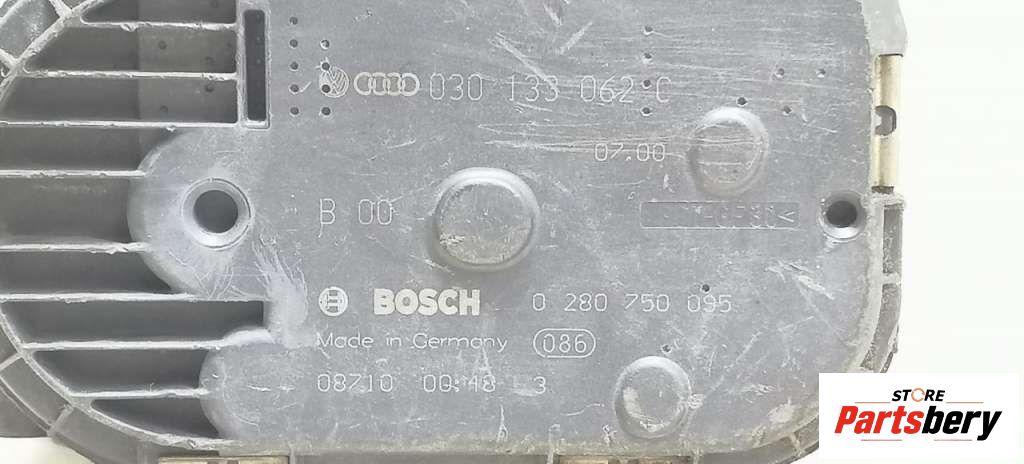 030 133 062 C
07.00
B 00
BOSCH 0 280 750 095
Made in Germany 086
08710 00:48 3
STORE
Partsbery